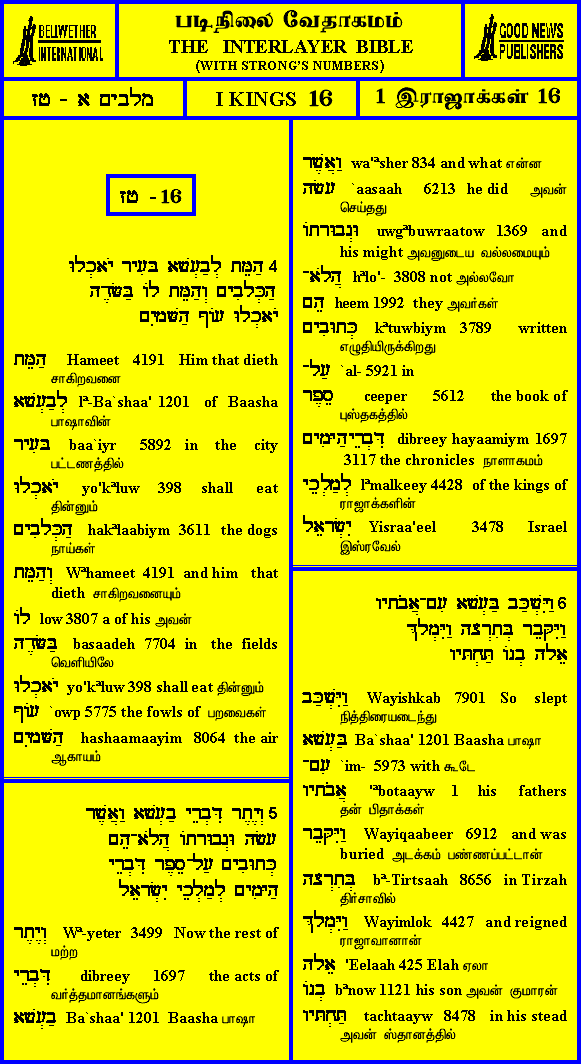 BELLWETHER
INTERNATIONAL
படிநிலை வேதாகமம்
THE INTERLAYER BIBLE
(WITH STRONG'S NUMBERS)
GOOD NEWS
PUBLISHERS
מלבים א - טז
I KINGS 16
1 இராஜாக்கள் 16
טז - 16
4 הַמֵּת לְבַעְשָׁא בָּעִיר יֹאכְלוּ
הַכְּלָבִים וְהַמֵּת לוֹ בַּשָּׂדֶה
יֹאכְלוּ עוֹף הַשָּׁמָיִם
הַמֵּת Hameet 4191 Him that dieth
சாகிறவனை
לְבַעְשָׁא lª-Ba`shaa' 1201 of Baasha
பாஷாவின்
בָּעִיר baa`iyr 5892 in the city
பட்டணத்தில்
יֹאכְלוּ yo'kªluw 398 shall eat
தின்னும்
הַכְּלָבִים hakªlaabiym 3611 the dogs
நாய்கள்
וְהַמֵּת Wªhameet 4191 and him that
dieth சாகிறவனையும்
לוֹ low 3807 a of his அவன்
בַּשָּׂדֶה basaadeh 7704 in the fields
வெளியிலே
יֹאכְלוּ yo'kªluw 398 shall eat தின்னும்
עוֹף `owp 5775 the fowls of பறவைகள்
הַשָּׁמָיִם hashaamaayim 8064 the air
ஆகாயம்
5 וְיֶתֶר דִּבְרֵי בַעְשָׁא וַאֲשֶׁר
עָשָׂה וּגְבוּרָתוֹ הֲלֹא־הֵם
כְּתוּבִים עַל־סֵפֶר דִּבְרֵי
הַיָּמִים לְמַלְכֵי יִשְׂרָאֵל
וְיֶתֶר Wª-yeter 3499 Now the rest of
மற்ற
דִּבְרֵי dibreey 1697 the acts of
வர்த்தமானங்களும்
בַעְשָׁא Ba`shaa' 1201 Baasha பாஷா
וַאֲשֶׁר wa'ªsher 834 and what என்ன
עָשָׂה `aasaah 6213 he did அவன்
செய்தது
וּגְבוּרָתוֹ uwgªbuwraatow 1369 and
his might அவனுடைய வல்லமையும்
הֲלֹא־ hªlo'- 3808 not அல்லவோ
הֵם heem 1992 they அவர்கள்
כְּתוּבִים kªtuwbiym 3789 written
எழுதியிருக்கிறது
עַל־ `al- 5921 in
סֵפֶר ceeper 5612 the book of
புஸ்தகத்தில்
דִּבְרֵי הַיָּמִים dibreey hayaamiym 1697
3117 the chronicles நாளாகமம்
לְמַלְכֵי lªmalkeey 4428 of the kings of
ராஜாக்களின்
יִשְׂרָאֵל Yisraa'eel 3478 Israel
இஸ்ரவேல்
6 וַיִּשְׁכַּב בַּעְשָׁא עִם־אֲבֹתָיו
וַיִּקָּבֵר בְּתִרְצָה וַיִּמְלֹךְ
אֵלָה בְנוֹ תַּחְתָּיו
וַיִּשְׁכַּב Wayishkab 7901 So slept
நித்திரையடைந்து
בַּעְשָׁא Ba`shaa' 1201 Baasha பாஷா
עִם־ `im- 5973 with கூடே
אֲבֹתָיו 'ªbotaayw 1 his fathers
தன் பிதாக்கள்
וַיִּקָּבֵר Wayiqaabeer 6912 and was
buried அடக்கம் பண்ணப்பட்டான்
בְּתִרְצָה bª-Tirtsaah 8656 in Tirzah
திர்சாவில்
וַיִּמְלֹךְ Wayimlok 4427 and reigned
ராஜாவானான்
אֵלָה 'Eelaah 425 Elah ஏலா
בְנוֹ bªnow 1121 his son அவன் குமாரன்
תַּחְתָּיו tachtaayw 8478 in his stead
அவன் ஸ்தானத்தில்